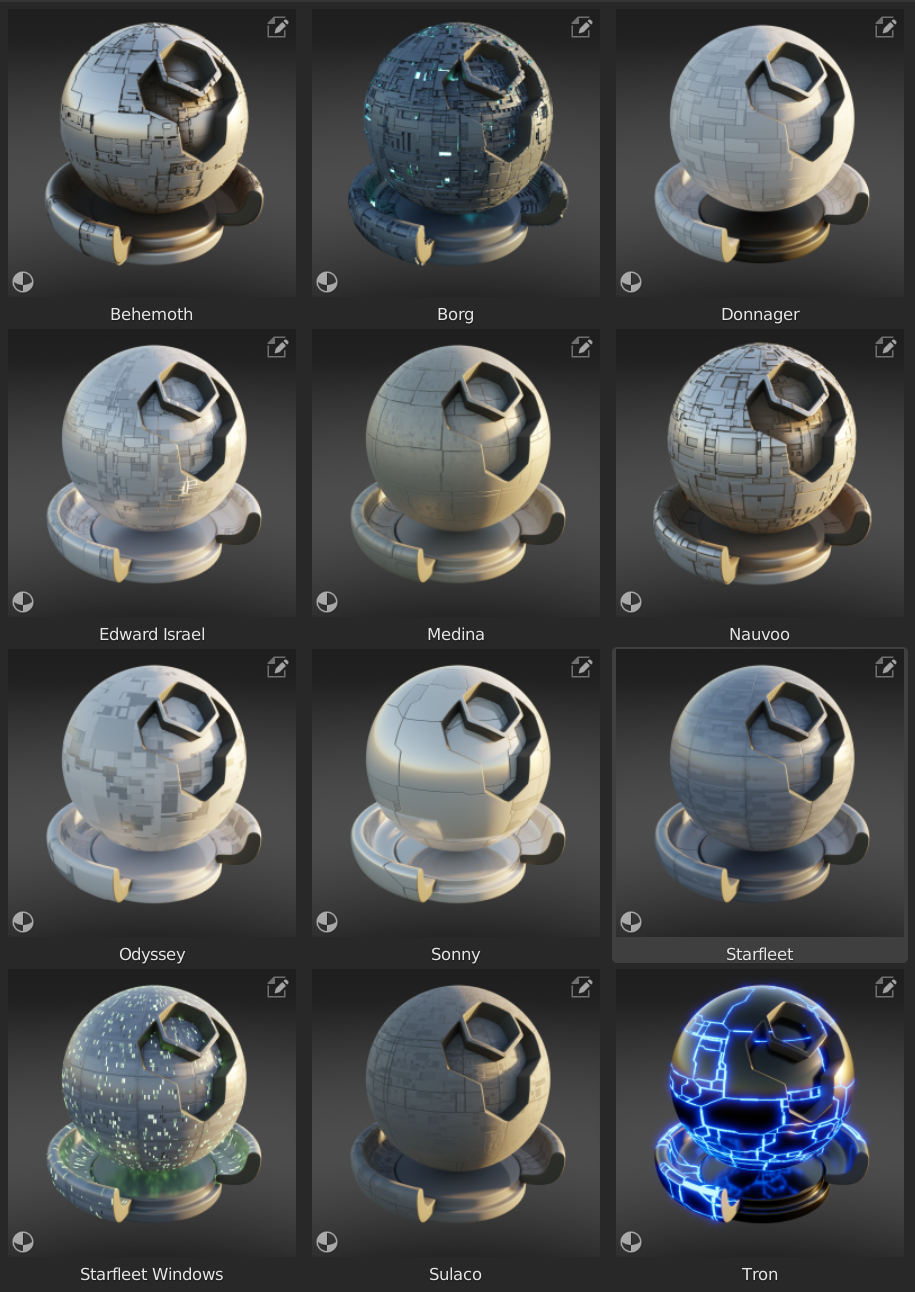 Behemoth
Borg
Donnager
Edward Israel
Medina
Nauvoo
Odyssey
Sonny
Starfleet
Starfleet Windows
Sulaco
Tron